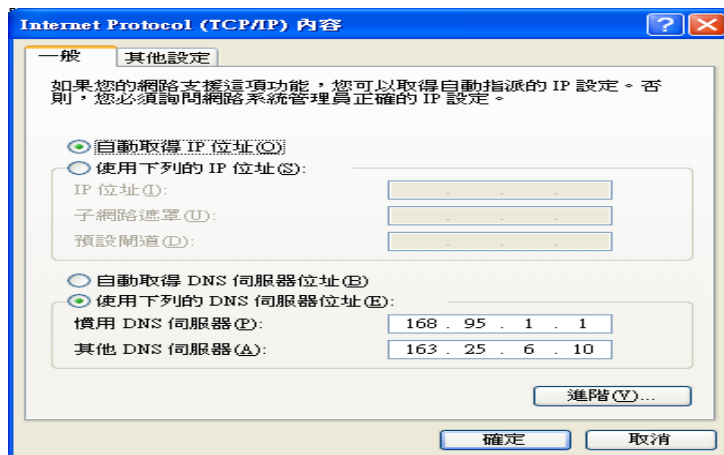 Internet Protocol (TCP/IP) 內容
一般
其他設定
如果您的網路支援這項功能，您可以取得自動指派的 IP 設定。否
則，您必須詢問網路系統管理員正確的 IP 設定。
自動取得 IP 位址(O)
使用下列的 IP 位址(S):
IP 位址(I):
子網路遮罩(U):
預設閘道(D):
自動取得 DNS 伺服器位址(B)
使用下列的 DNS 伺服器位址(E):
慣用 DNS 伺服器(P): 168 . 95 . 1 . 1
其他 DNS 伺服器(A): 163 . 25 . 6 . 10
進階(V)...
確定 取消